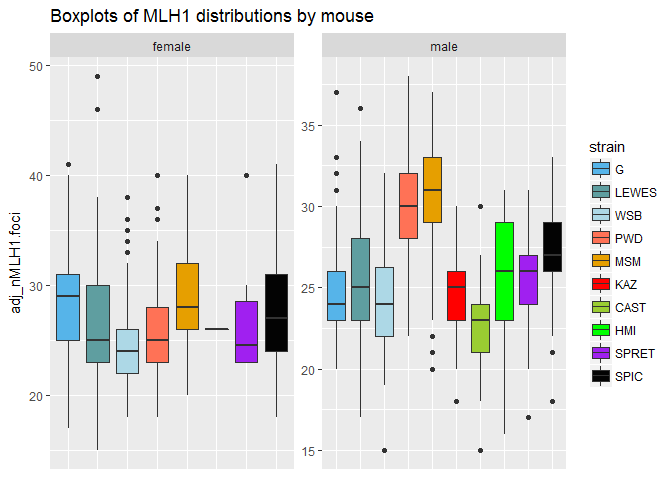 Boxplots of MLH1 distributions by mouse
female
male
adj_nMLH1.foci
50
40
30
20
35
30
25
20
15
strain
G
LEWES
WSB
PWD
MSM
KAZ
CAST
HMI
SPRET
SPIC